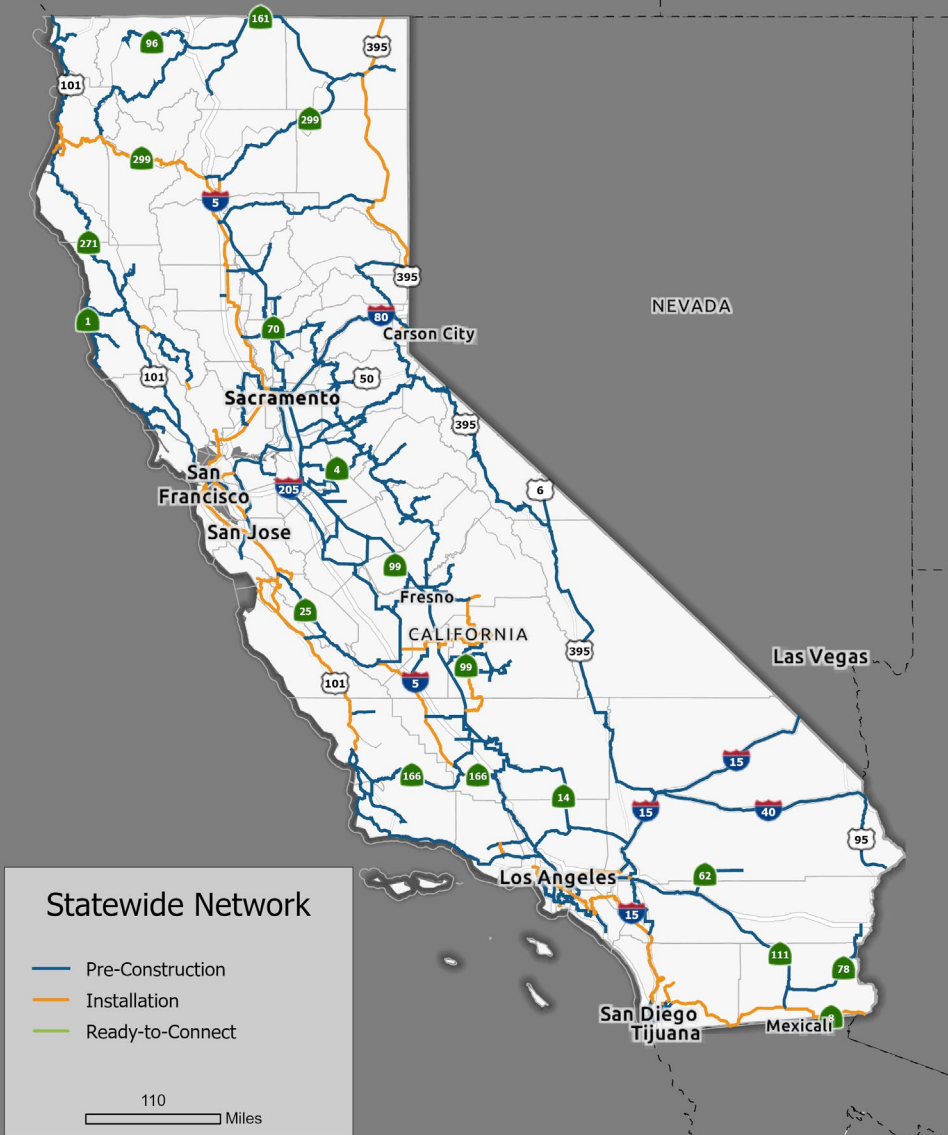 161
96
395
101
299
299
5
271
395
NEVADA
1
80
70
Carson City
101
50
Sacramento
395
4
San
Francisco
205
6
San Jose
99
Fresno
25
CALIFORNIA
395
Las Vegas
99
101
5
15
166
166
14
15
40
95
Los Angeles
62
15
111
78
San Diego
Tijuana
Mexicali
8
Statewide Network
Pre-Construction
Installation
Ready-to-Connect
110
Miles